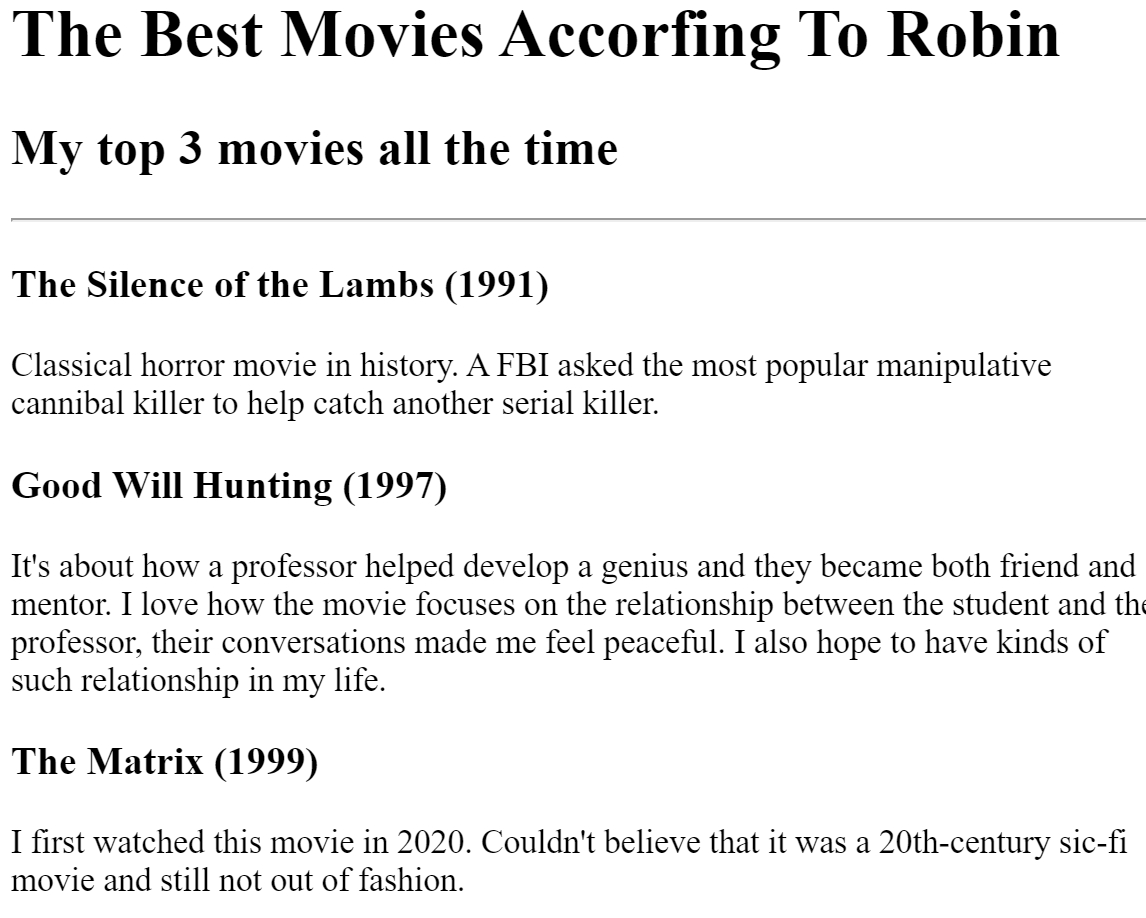 The Best Movies Accorfing To Robin
My top 3 movies all the time
The Silence of the Lambs (1991)
Classical horror movie in history. A FBI asked the most popular manipulative
cannibal killer to help catch another serial killer.
Good Will Hunting (1997)
It's about how a professor helped develop a genius and they became both friend and
mentor. I love how the movie focuses on the relationship between the student and the
professor, their conversations made me feel peaceful. I also hope to have kinds of
such relationship in my life.
The Matrix (1999)
I first watched this movie in 2020. Couldn't believe that it was a 20th-century sic-fi
movie and still not out of fashion.